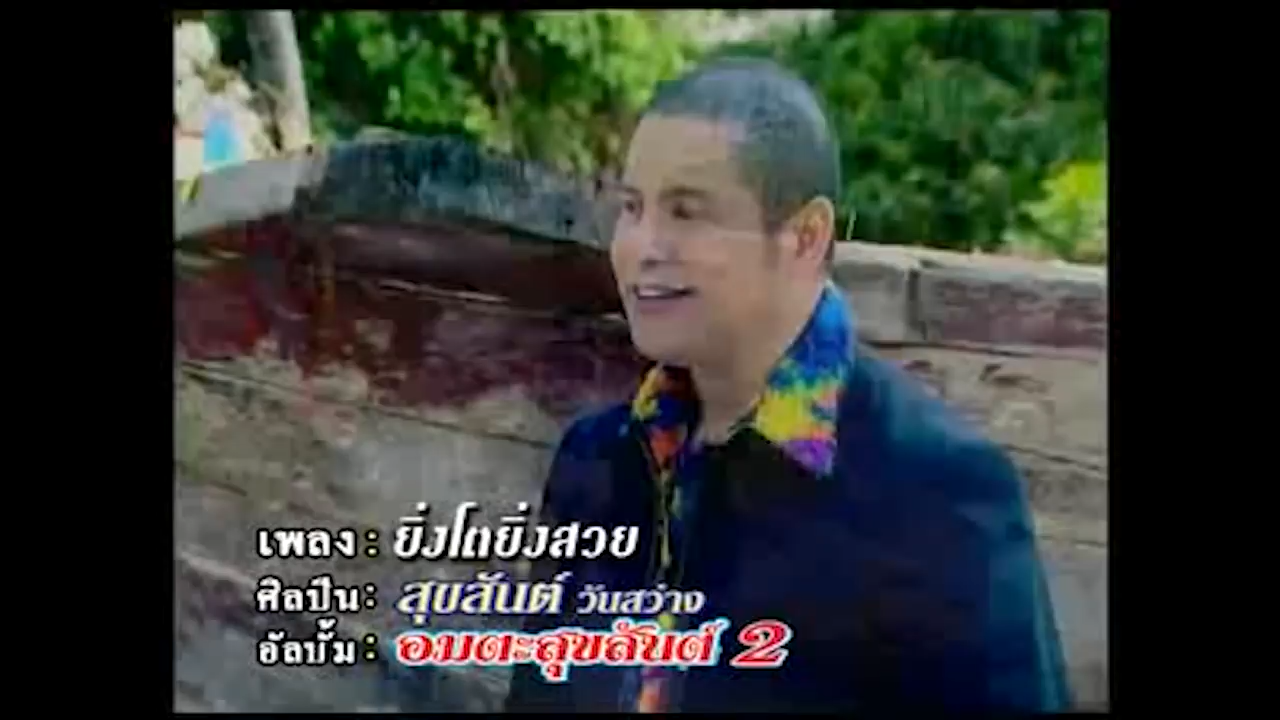 เพลง : ยิ่งโตยิ่งสวย
ศิลปิน : สุขสันต์ วันสว่าง
อัลบั้ม : อมตะสุขสันต์ 2